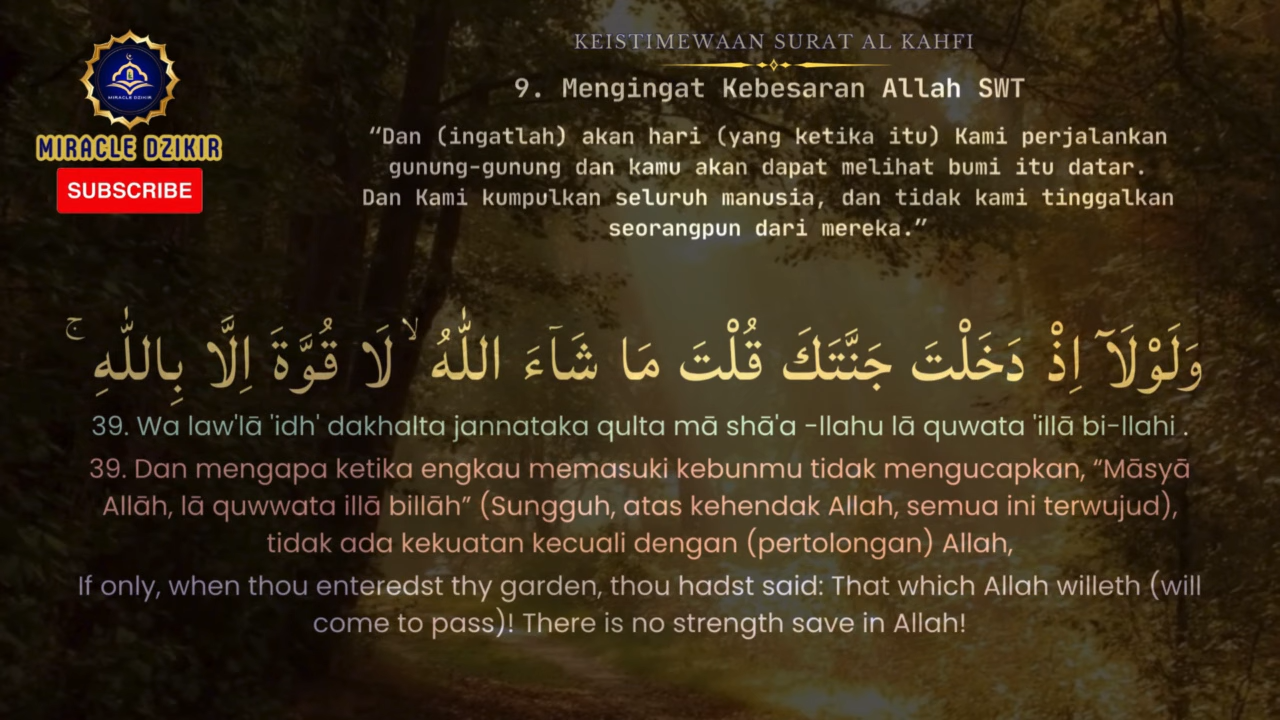 MIRACLE DZIKIR
MIRACLE DZIKIR
SUBSCRIBE
KEISTIMEWAAN SURAT AL KAHFI
9. Mengingat Kebesaran Allah SWT
“Dan (ingatlah) akan hari (yang ketika itu) Kami perjalankan
gunung-gunung dan kamu akan dapat melihat bumi itu datar.
Dan Kami kumpulkan seluruh manusia, dan tidak kami tinggalkan
seorangpun dari mereka.”
وَلَوْلَآ اِذْ دَخَلْتَ جَنَّتَكَ قُلْتَ مَا شَاۤءَ اللّٰهُ ۙ لَا قُوَّةَ اِلَّا بِاللّٰهِ ۚ
39. Wa law'lā 'idh' dakhalta jannataka qulta mā shā'a -llahu lā quwata 'illā bi-llahi .
39. Dan mengapa ketika engkau memasuki kebunmu tidak mengucapkan, “Māsyā
Allāh, lā quwwata illā billāh” (Sungguh, atas kehendak Allah, semua ini terwujud),
tidak ada kekuatan kecuali dengan (pertolongan) Allah,
If only, when thou enteredst thy garden, thou hadst said: That which Allah willeth (will
come to pass)! There is no strength save in Allah!